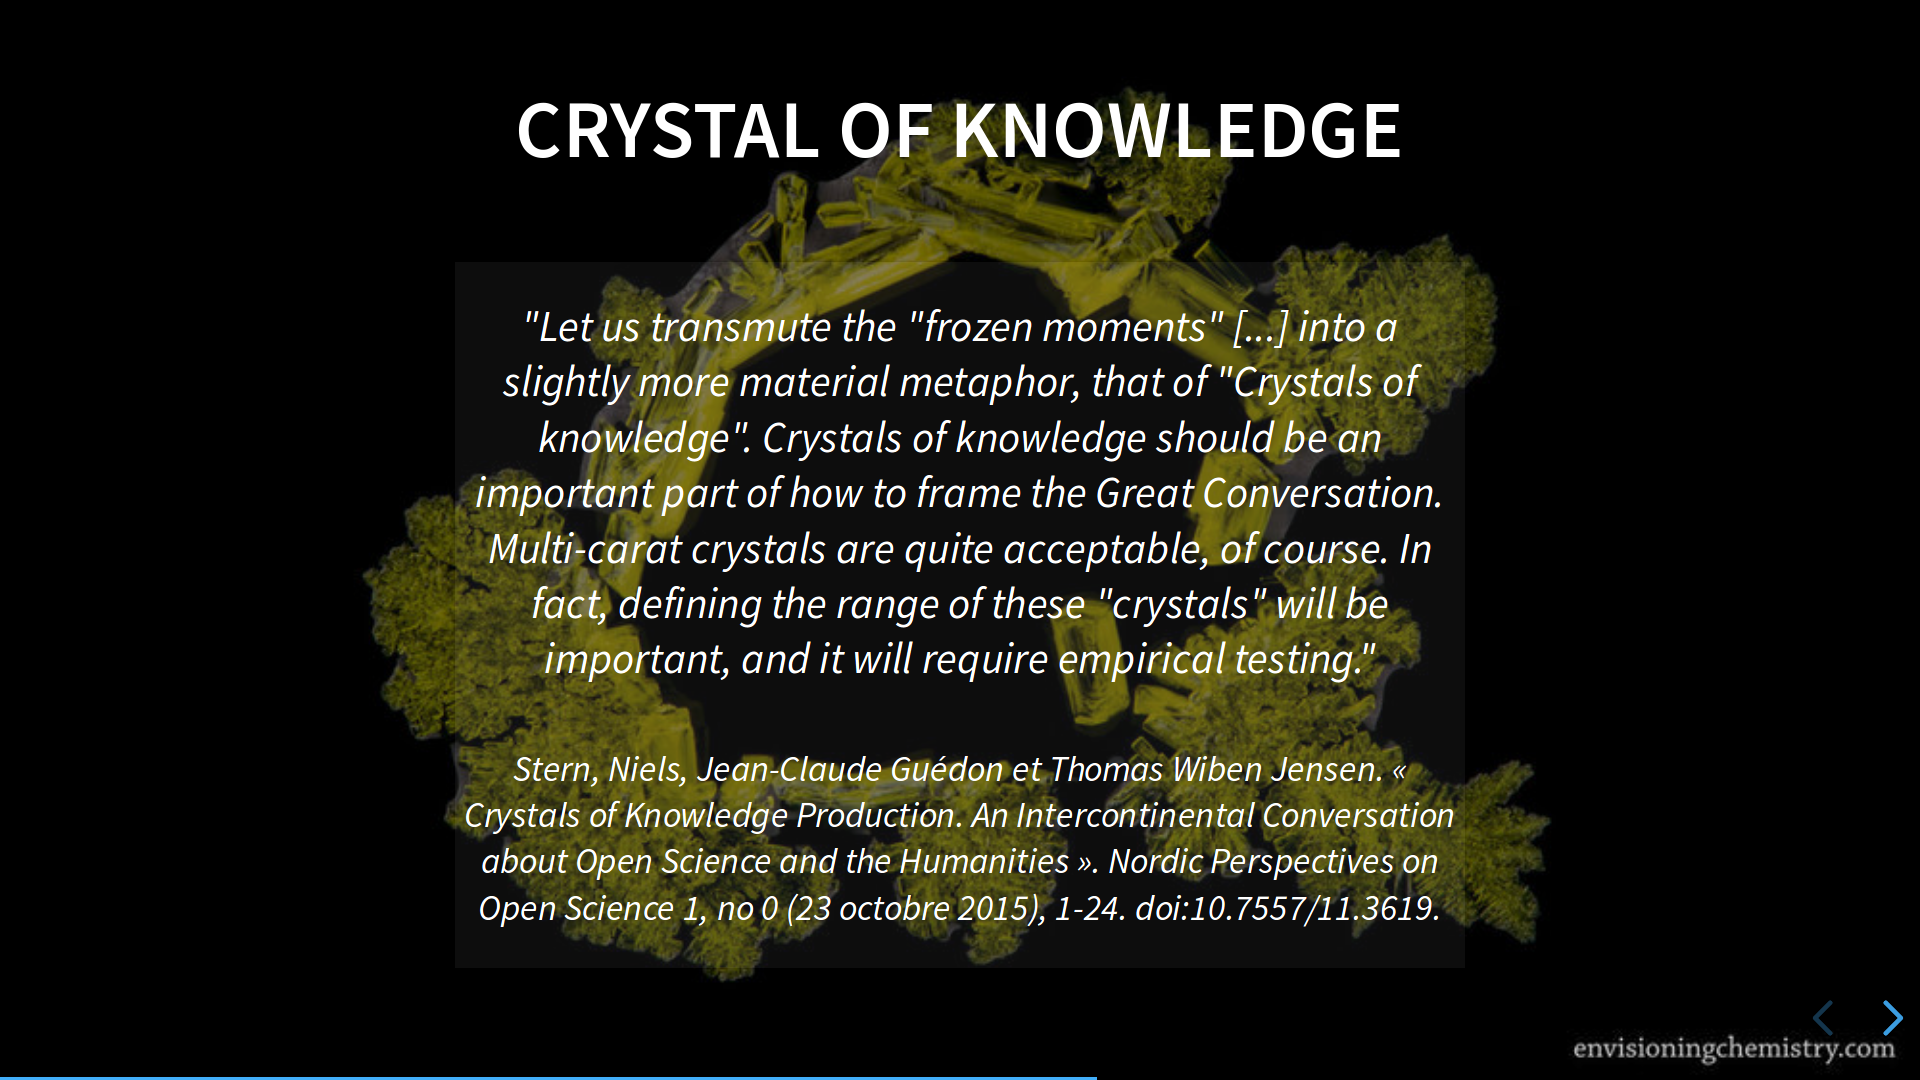 CRYSTAL OF KNOWLEDGE
"Let us transmute the "frozen moments" [...] into a
slightly more material metaphor, that of "Crystals of
knowledge". Crystals of knowledge should be an
important part of how to frame the Great Conversation.
Multi-carat crystals are quite acceptable, of course. In
fact, defining the range of these "crystals" will be
important, and it will require empirical testing."
Stern, Niels, Jean-Claude Guédon et Thomas Wiben Jensen. «
Crystals of Knowledge Production. An Intercontinental Conversation
about Open Science and the Humanities ». Nordic Perspectives on
Open Science 1, no 0 (23 octobre 2015), 1-24. doi:10.7557/11.3619.
envisioningchemistry.com